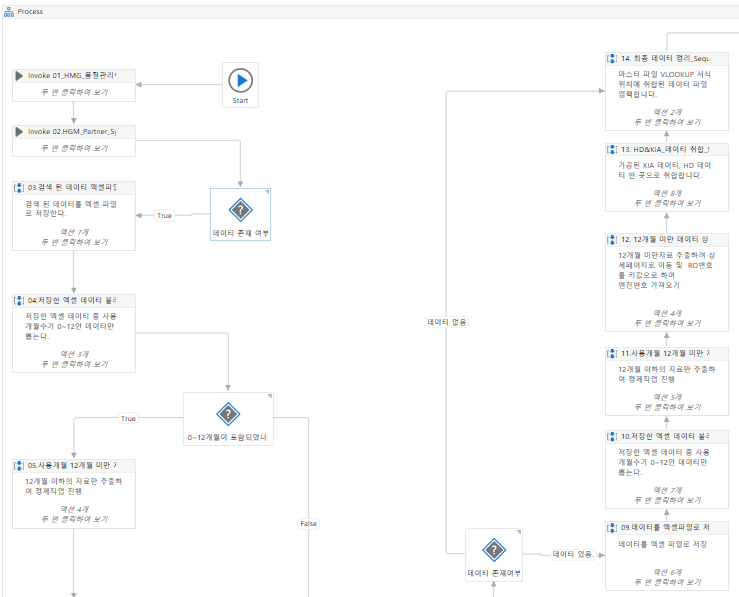 Process
Invoke 01_HMG_품질관리
두 번 클릭하여 보기
Start
Invoke 02.HGM_Partner_Sy
두 번 클릭하여 보기
03.검색 된 데이터 엑셀파일
검색 된 데이터를 엑셀 파일
로 저장한다.
액션 7개
두 번 클릭하여 보기
True
데이터 존재 여부
04.저장한 엑셀 데이터 불러
저장한 엑셀 데이터 중 사용
개월수가 0~12인 데이터만
뽑는다.
액션 3개
두 번 클릭하여 보기
True
0~12개월이 포함되었나
05.사용개월 12개월 미만
12개월 이하의 자료만 추출하
여 정제작업 진행
액션 4개
두 번 클릭하여 보기
False
데이터 없음
데이터 존재여부
데이터 있음.
14. 최종 데이터 정리_Sequ
마스터 파일 VLOOKUP 서식
위치에 취합된 데이터 파일
입력합니다.
액션 2개
두 번 클릭하여 보기
13. HD&KIA_데이터 취합_
가공된 KIA 데이터, HD 데이
터 한 곳으로 취합합니다.
액션 8개
두 번 클릭하여 보기
12. 12개월 미만 데이터 상
12개월 미만자료 추출하려 상
세페이지로 이동 및 RO번호
를 키값으로 하여
엔진번호 가져오기
액션 4개
두 번 클릭하여 보기
11.사용개월 12개월 미만
12개월 이하의 자료만 추출하
여 정제작업 진행
액션 5개
두 번 클릭하여 보기
10.저장한 엑셀 데이터 불러
저장한 엑셀 데이터 중 사용
개월수가 0~12인 데이터만
뽑는다.
액션 7개
두 번 클릭하여 보기
09.데이터를 엑셀파일로 저
데이터를 엑셀 파일로 저장
액션 6개
두 번 클릭하여 보기